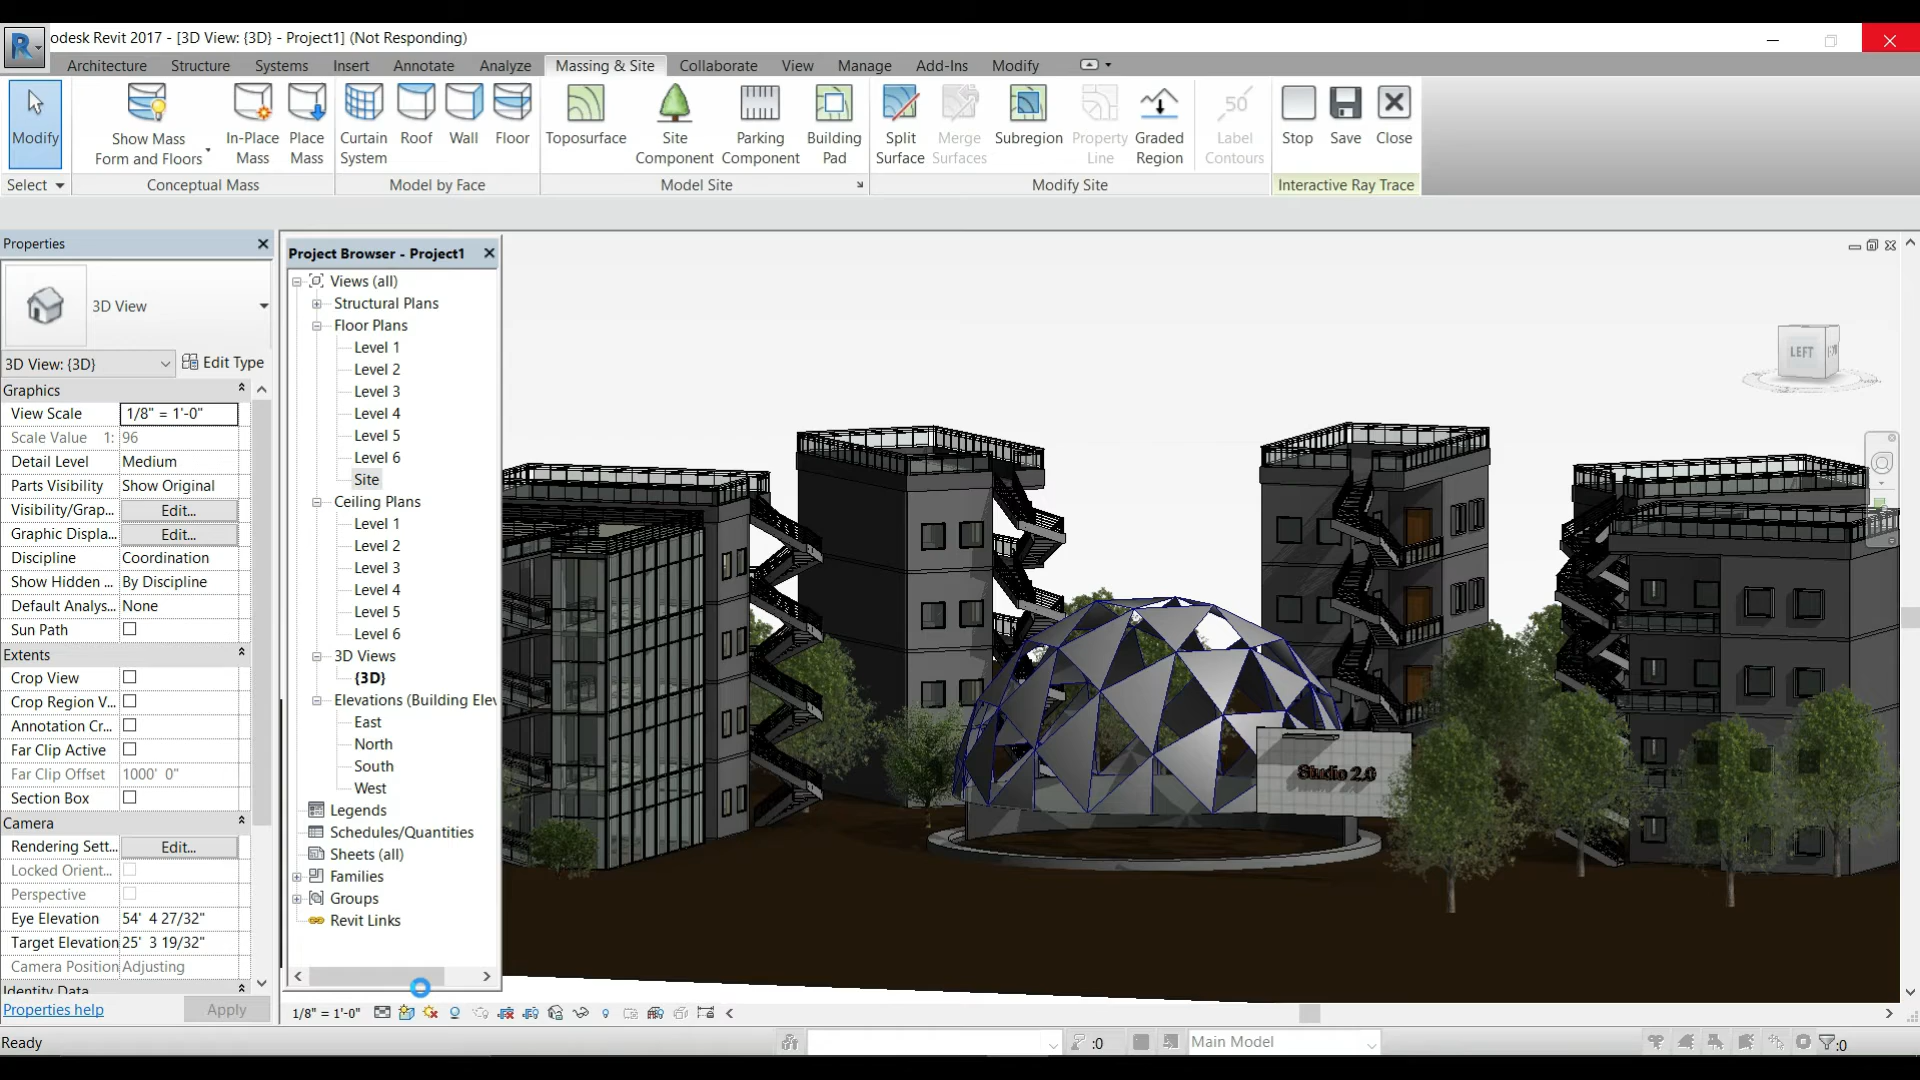 odesk Revit 2017 - [3D View: {3D} - Project1] (Not Responding)
Architecture Structure Systems Insert Annotate Analyze Massing & Site Collaborate View Manage Add-Ins Modify
Modify
Show Mass Form and Floors
In-Place Mass
Place Mass
Curtain System
Roof
Wall
Floor
Toposurface
Site Component
Parking Component
Building Pad
Split Surface
Merge Surfaces
Subregion
Property Line
Graded Region
50
Label Contours
Stop
Save
Close
Select
Conceptual Mass
Model by Face
Model Site
Modify Site
Interactive Ray Trace
Properties
3D View
3D View: {3D}
Edit Type
Graphics
View Scale 1/8" = 1'-0"
Scale Value 1: 96
Detail Level Medium
Parts Visibility Show Original
Visibility/Grap... Edit...
Graphic Displa... Edit...
Discipline Coordination
Show Hidden ... By Discipline
Default Analys... None
Sun Path
Extents
Crop View
Crop Region V...
Annotation Cr...
Far Clip Active
Far Clip Offset 1000' 0"
Section Box
Camera
Rendering Sett... Edit...
Locked Orient...
Perspective
Eye Elevation 54' 4 27/32"
Target Elevation 25' 3 19/32"
Camera Position Adjusting
Identity Data
Properties help
Apply
Project Browser - Project1
Views (all)
Structural Plans
Floor Plans
Level 1
Level 2
Level 3
Level 4
Level 5
Level 6
Site
Ceiling Plans
Level 1
Level 2
Level 3
Level 4
Level 5
Level 6
3D Views
{3D}
Elevations (Building Elev
East
North
South
West
Legends
Schedules/Quantities
Sheets (all)
Families
Groups
Revit Links
LEFT
Studio 2.0
1/8" = 1'-0"
Ready
:0
Main Model
:0